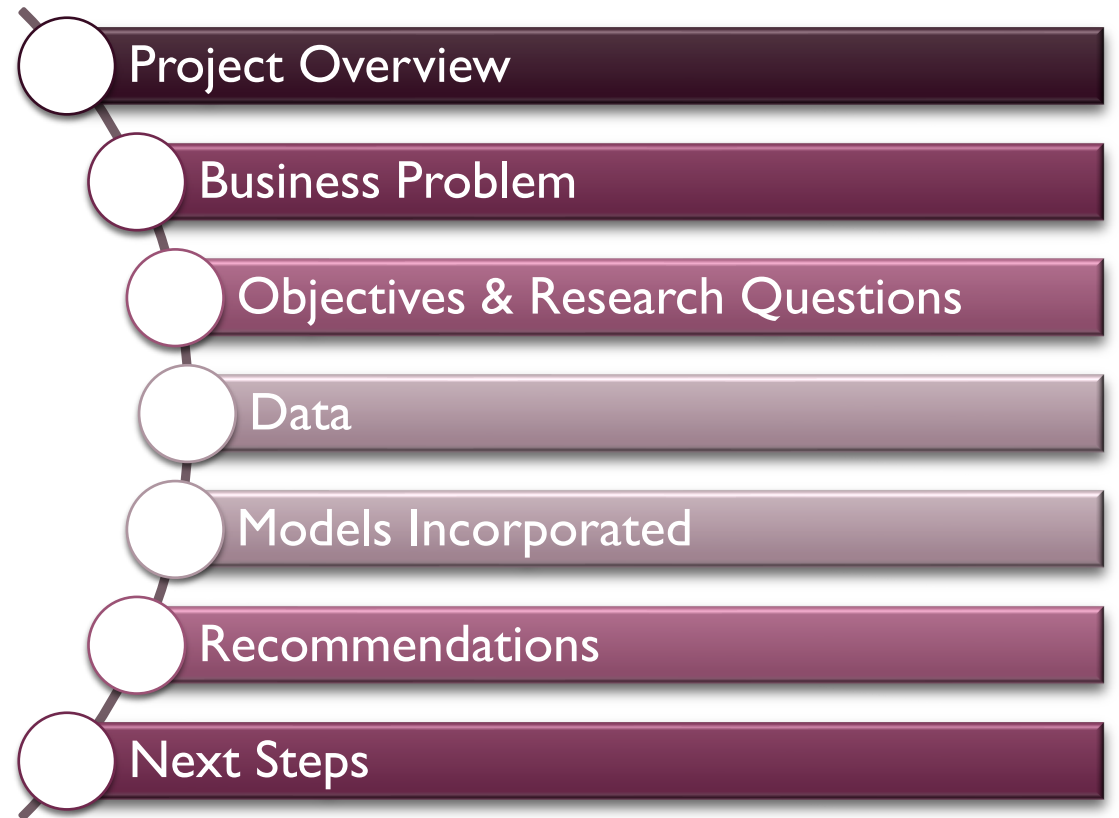 Project Overview
Business Problem
Objectives & Research Questions
Data
Models Incorporated
Recommendations
Next Steps